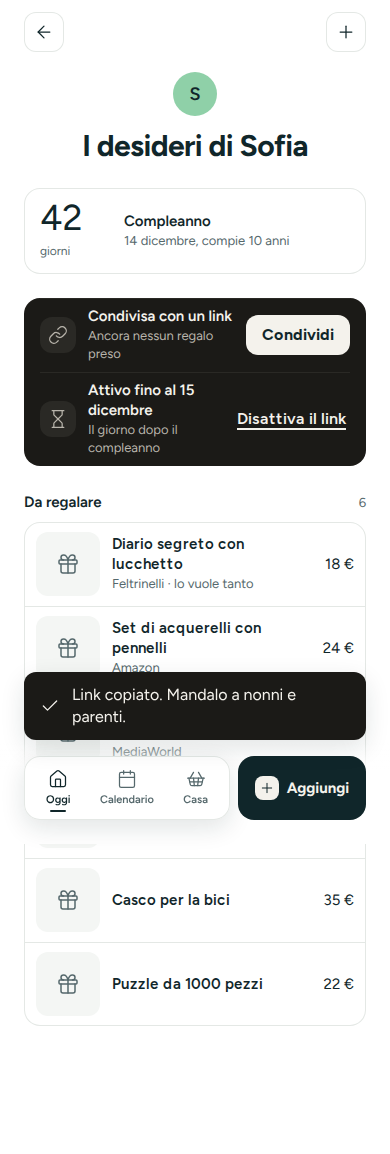 S
I desideri di Sofia
42
giorni
Compleanno
14 dicembre, compie 10 anni
Condivisa con un link
Ancora nessun regalo
preso
Condividi
Attivo fino al 15
dicembre
Il giorno dopo il
compleanno
Disattiva il link
Da regalare
6
Diario segreto con
lucchetto
Feltrinelli · lo vuole tanto
18 €
Set di acquerelli con
pennelli
Amazon
24 €
Link copiato. Mandalo a nonni e
parenti.
MediaWorld
Oggi
Calendario
Casa
Aggiungi
Casco per la bici
35 €
Puzzle da 1000 pezzi
22 €